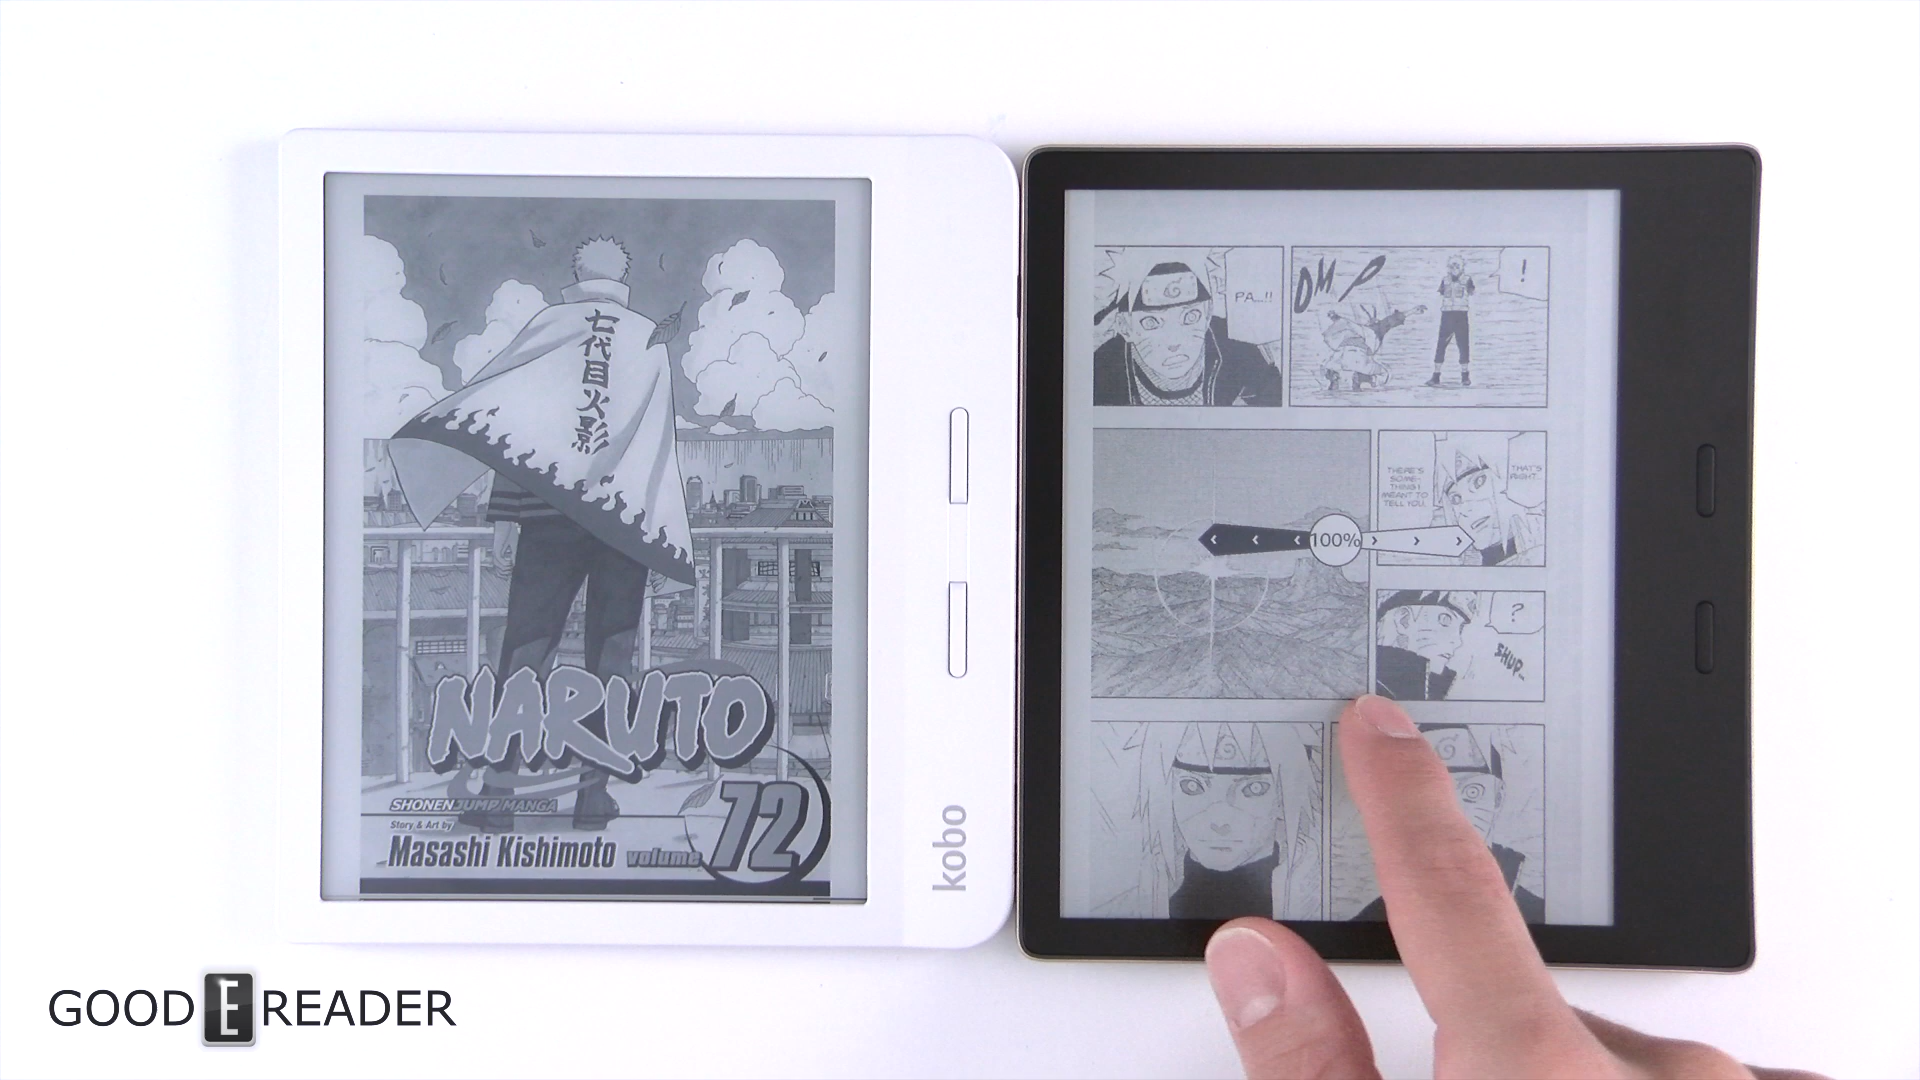 七代目火影
NARUTO
SHONEN JUMP MANGA
Story & Art by
Masashi Kishimoto
volume 72
kobo
PA...!!
OMP
!
THERE'S
SOME-
THING I
MEANT TO
TELL YOU.
THAT'S
RIGHT...
100%
?
SHUP...
GOOD E READER